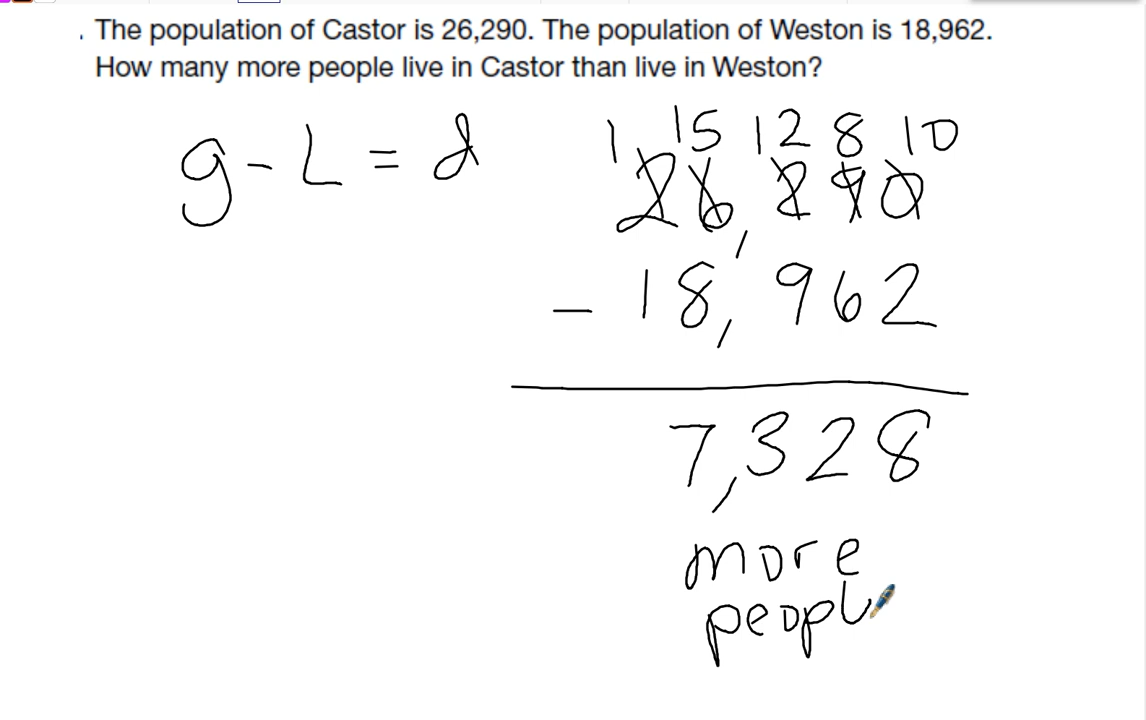 . The population of Castor is 26,290. The population of Weston is 18,962.
How many more people live in Castor than live in Weston?
g - L = d
1 15 12 8 10
26,290
- 18,962
7,328
more
peopl